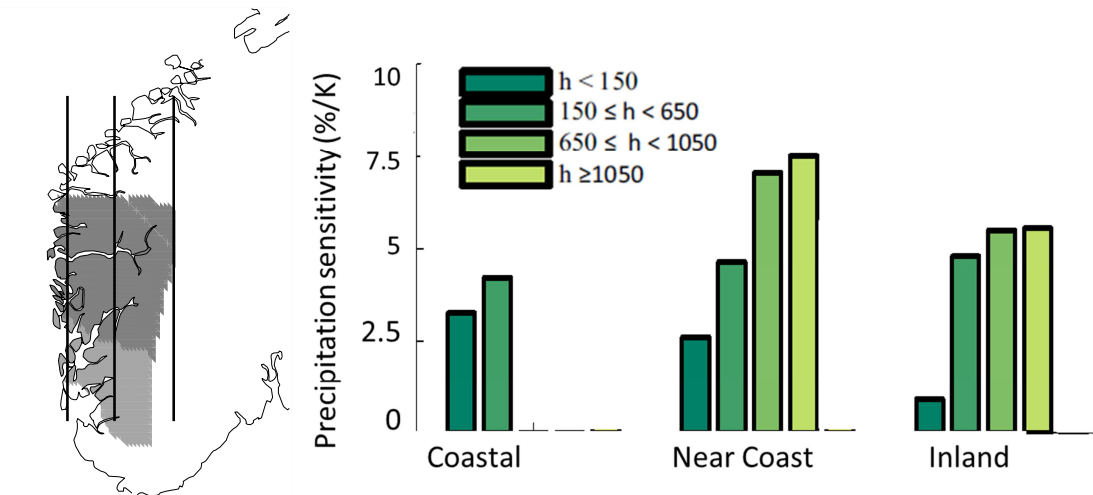 Precipitation sensitivity (%/K)
10
7.5
5
2.5
0
h < 150
150 ≤ h < 650
650 ≤ h < 1050
h ≥1050
Coastal
Near Coast
Inland